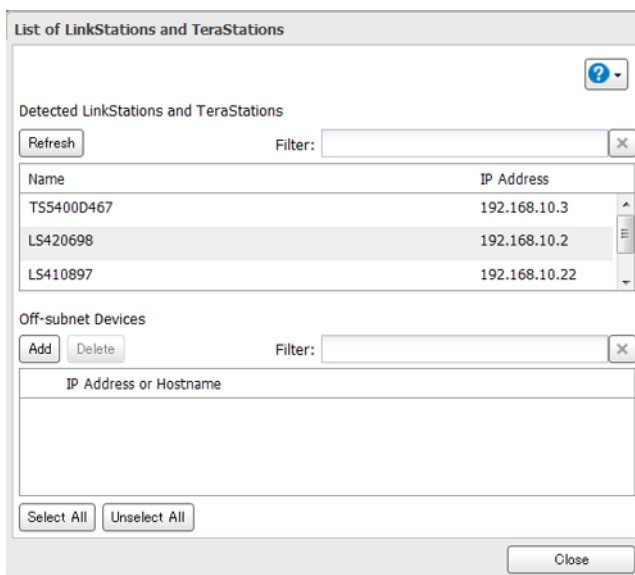 List of LinkStations and TeraStations
?
Detected LinkStations and TeraStations
Refresh Filter:
Name IP Address
TS5400D467 192.168.10.3
LS420698 192.168.10.2
LS410897 192.168.10.22
Off-subnet Devices
Add Delete Filter:
IP Address or Hostname
Select All Unselect All
Close